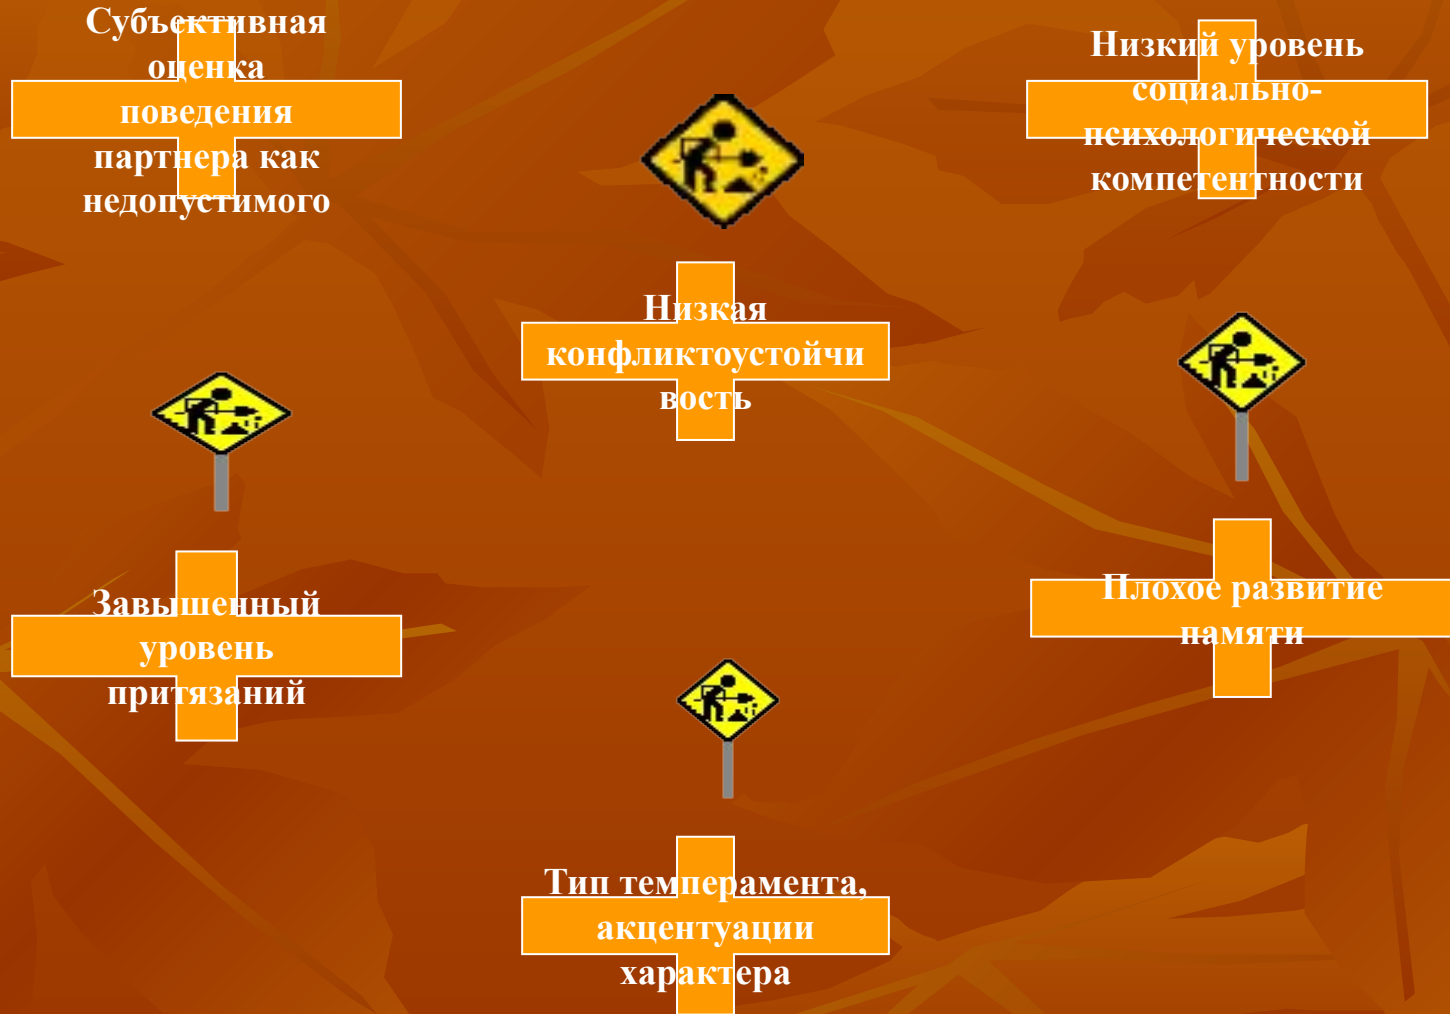 Субъективная
оценка
поведения
партнера как
недопустимого
Низкий уровень
социально-
психологической
компетентности
Низкая
конфликтоустойчи
вость
Завышенный
уровень
притязаний
Плохое развитие
памяти
Тип темперамента,
акцентуации
характера